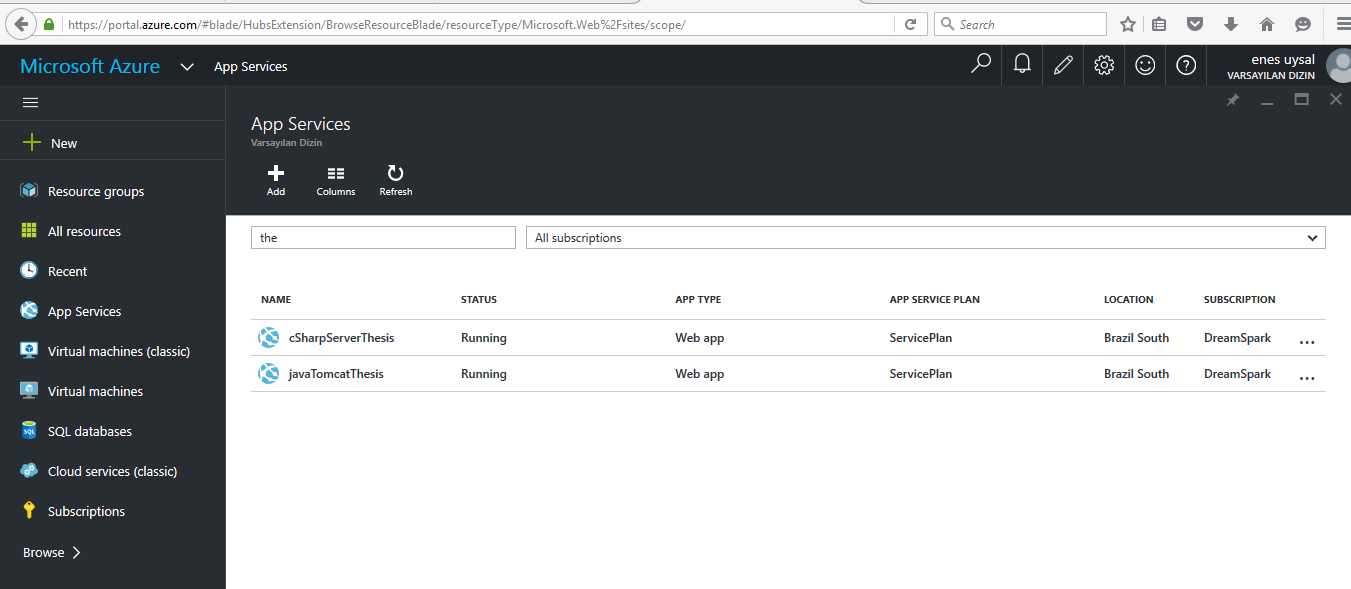 https://portal.azure.com/#blade/HubsExtension/BrowseResourceBlade/resourceType/Microsoft.Web%2Fsites/scope/
Search
Microsoft Azure
App Services
enes uysal
VARSAYILAN DIZIN
New
Resource groups
All resources
Recent
App Services
Virtual machines (classic)
Virtual machines
SQL databases
Cloud services (classic)
Subscriptions
Browse
App Services
Varsayılan Dizin
Add Columns Refresh
the All subscriptions
NAME STATUS APP TYPE APP SERVICE PLAN LOCATION SUBSCRIPTION
cSharpServerThesis Running Web app ServicePlan Brazil South DreamSpark ...
javaTomcatThesis Running Web app ServicePlan Brazil South DreamSpark ...